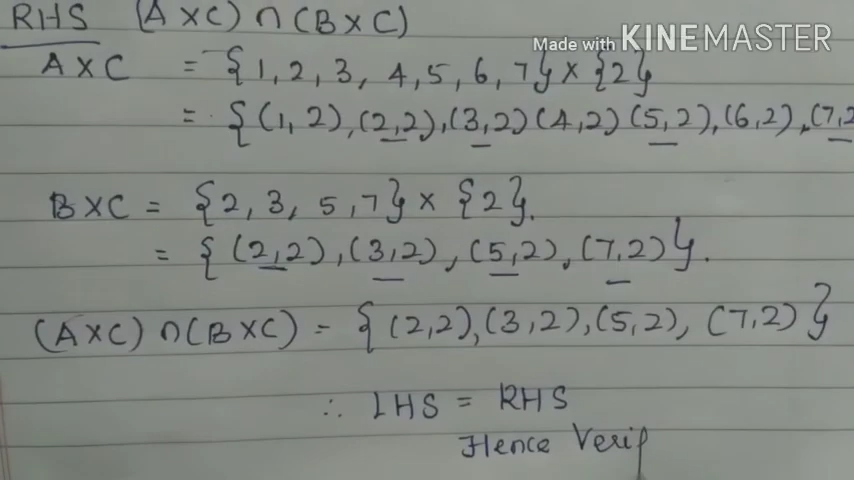 RHS (A×C)∩(B×C)
Made with KINEMASTER
A×C = {1, 2, 3, 4, 5, 6, 7} × {2}
= {(1, 2), (2,2), (3,2) (4,2) (5,2), (6,2), (7,2
B×C = {2, 3, 5, 7} × {2}.
= {(2,2), (3,2), (5,2), (7,2)}.
(A×C)∩(B×C) = {(2,2), (3,2), (5,2), (7,2)}
∴ LHS = RHS
Hence Verif